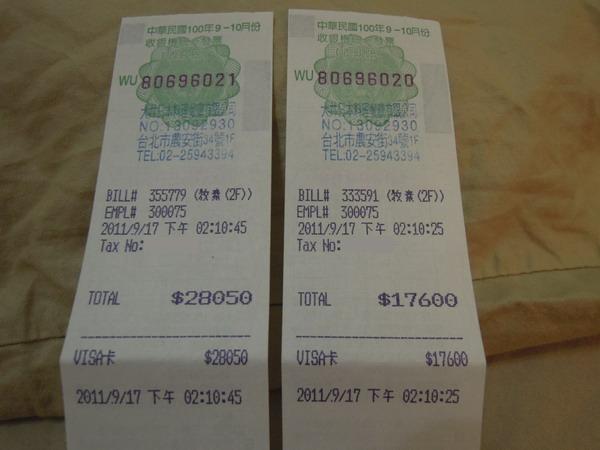 中華民國100年9-10月份
WU 80696021
NO.13092930
台北市農安街34號1F
TEL:02-25943394
BILL# 355779 (教素(2F))
EMPL# 300075
2011/9/17 下午 02:10:45
Tax No:
TOTAL $28050
VISA卡 $28050
2011/9/17 下午 02:10:45
中華民國100年9-10月份
WU 80696020
NO.13092930
台北市農安街34號1F
TEL:02-25943394
BILL# 333591 (教素(2F))
EMPL# 300075
2011/9/17 下午 02:10:25
Tax No:
TOTAL $17600
VISA卡 $17600
2011/9/17 下午 02:10:25